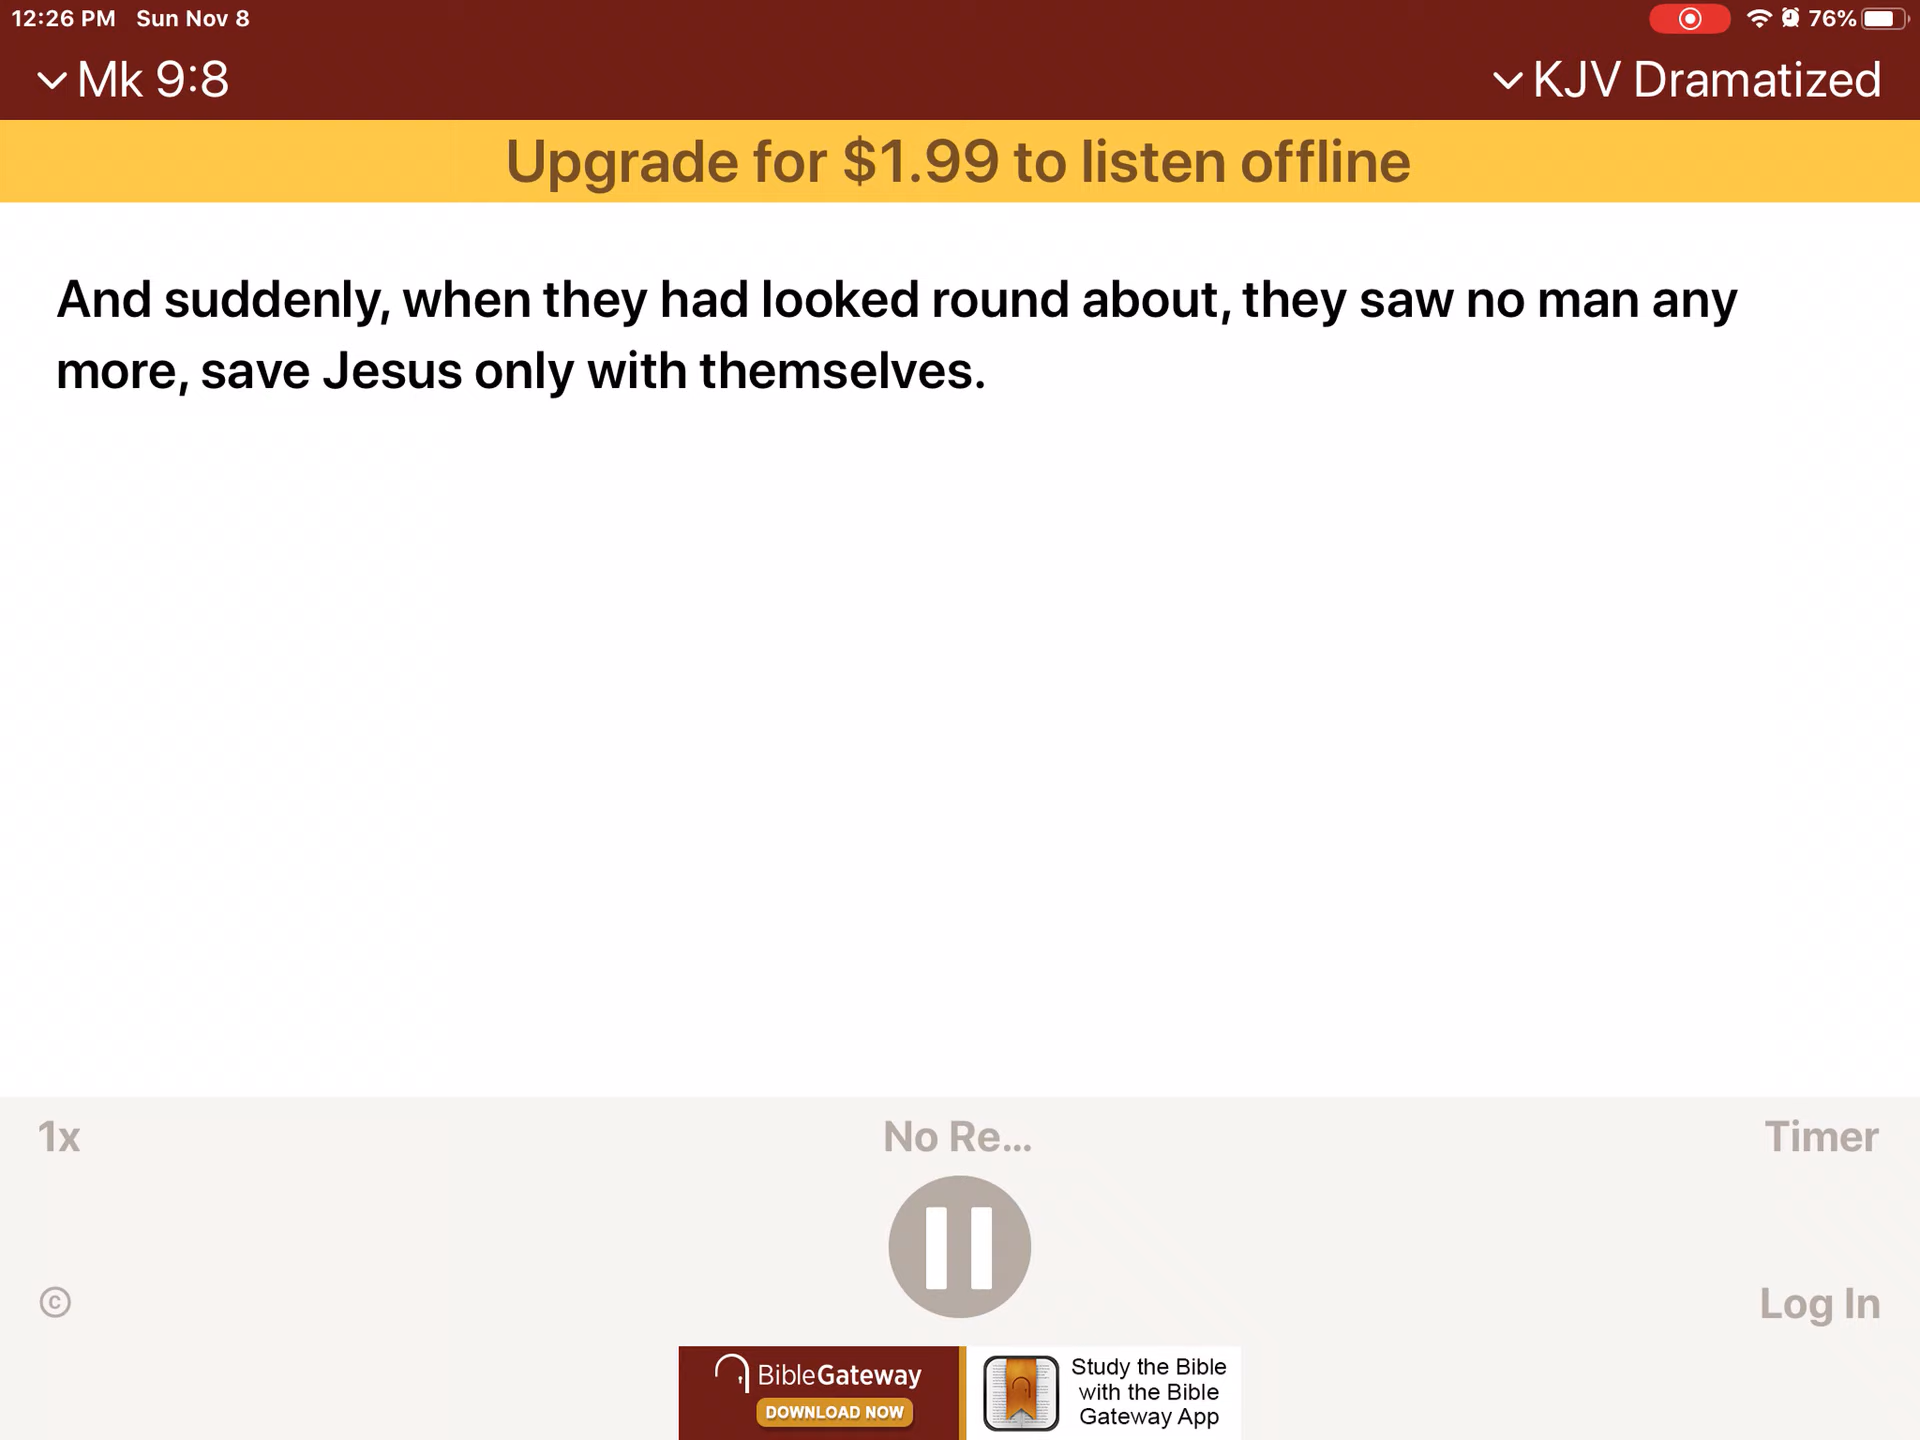 12:26 PM Sun Nov 8 76%
Mk 9:8 KJV Dramatized
Upgrade for $1.99 to listen offline
And suddenly, when they had looked round about, they saw no man any
more, save Jesus only with themselves.
1x No Re... Timer
© Log In
BibleGateway
DOWNLOAD NOW
Study the Bible
with the Bible
Gateway App